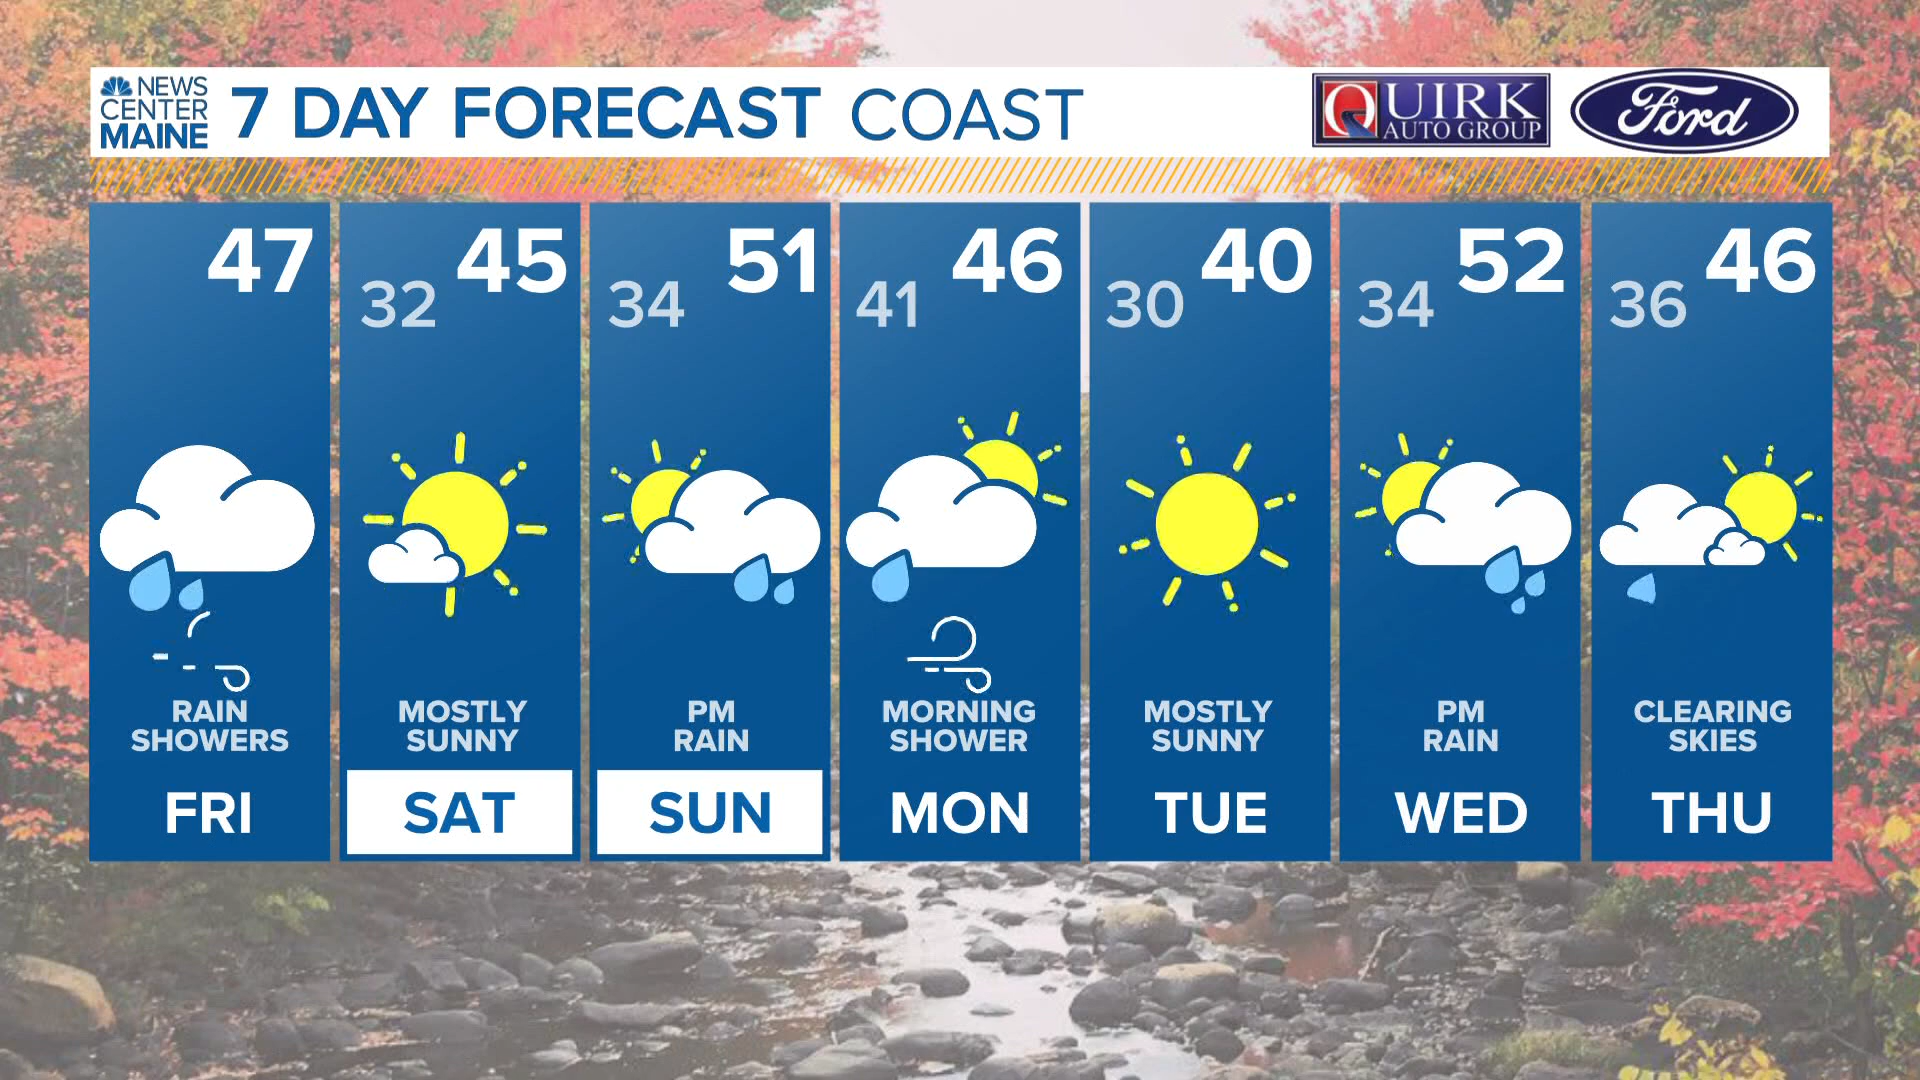 NEWS
CENTER
MAINE
7 DAY FORECAST COAST
QUIRK
AUTO GROUP
Ford
47
32 45
34 51
41 46
30 40
34 52
36 46
RAIN
SHOWERS
MOSTLY
SUNNY
PM
RAIN
MORNING
SHOWER
MOSTLY
SUNNY
PM
RAIN
CLEARING
SKIES
FRI
SAT
SUN
MON
TUE
WED
THU